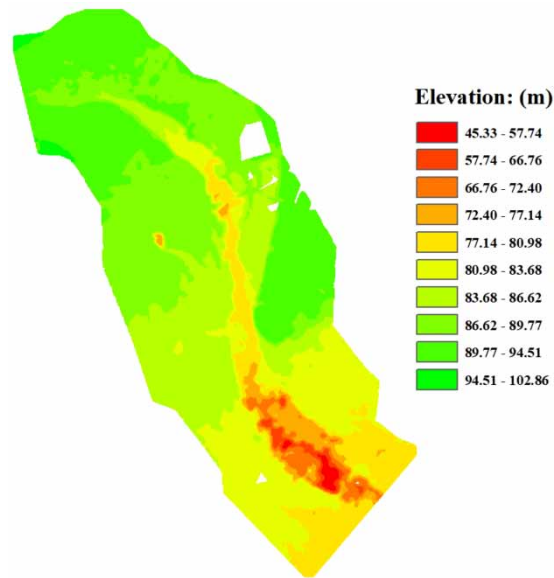 Elevation: (m)
45.33 - 57.74
57.74 - 66.76
66.76 - 72.40
72.40 - 77.14
77.14 - 80.98
80.98 - 83.68
83.68 - 86.62
86.62 - 89.77
89.77 - 94.51
94.51 - 102.86